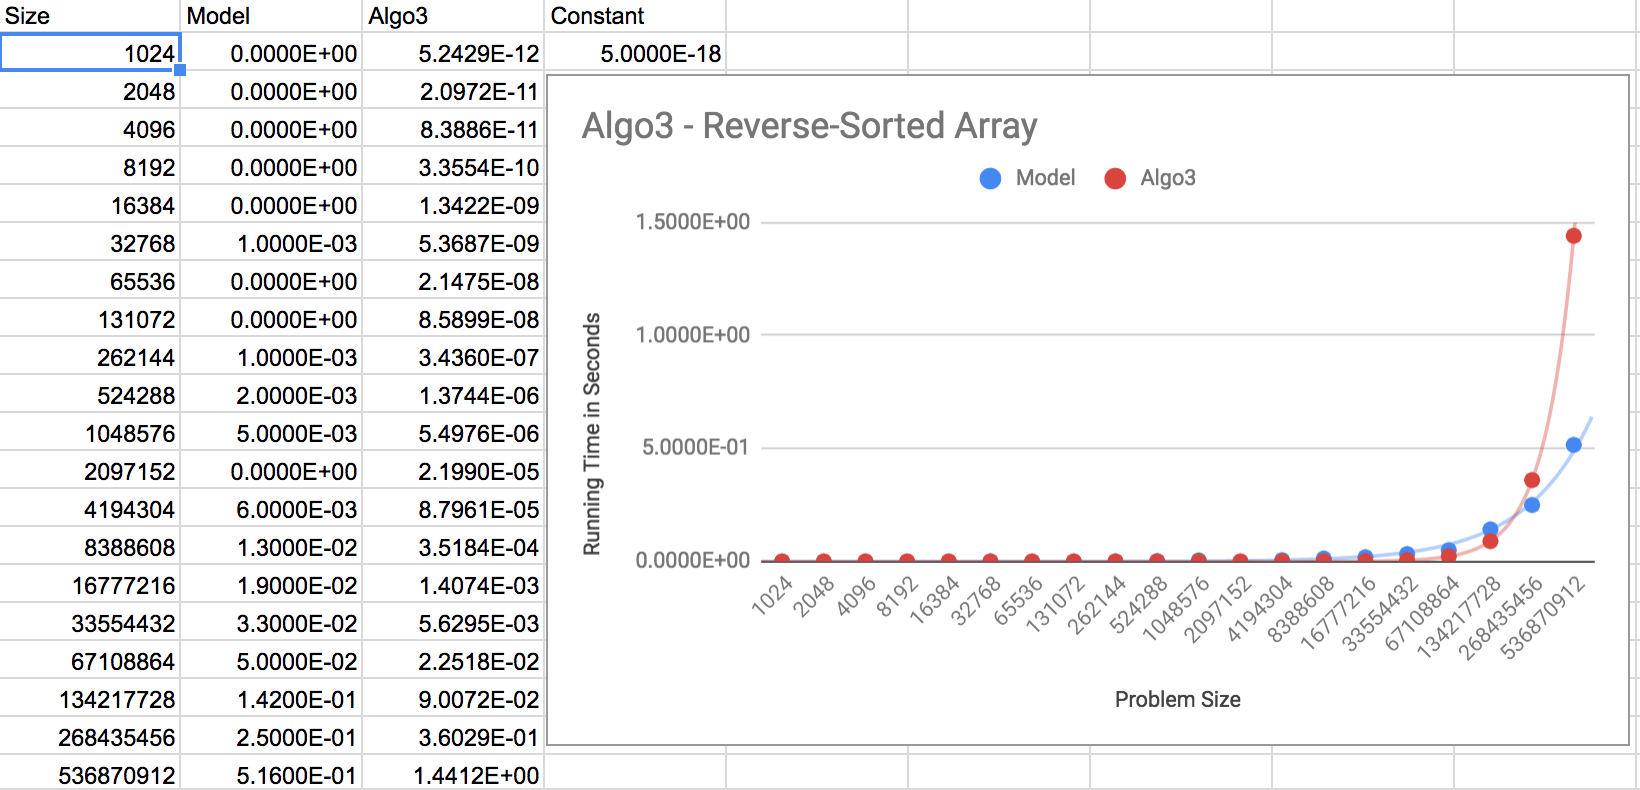 Size Model Algo3 Constant
1024 0.0000E+00 5.2429E-12 5.0000E-18
2048 0.0000E+00 2.0972E-11
4096 0.0000E+00 8.3886E-11
8192 0.0000E+00 3.3554E-10
16384 0.0000E+00 1.3422E-09
32768 1.0000E-03 5.3687E-09
65536 0.0000E+00 2.1475E-08
131072 0.0000E+00 8.5899E-08
262144 1.0000E-03 3.4360E-07
524288 2.0000E-03 1.3744E-06
1048576 5.0000E-03 5.4976E-06
2097152 0.0000E+00 2.1990E-05
4194304 6.0000E-03 8.7961E-05
8388608 1.3000E-02 3.5184E-04
16777216 1.9000E-02 1.4074E-03
33554432 3.3000E-02 5.6295E-03
67108864 5.0000E-02 2.2518E-02
134217728 1.4200E-01 9.0072E-02
268435456 2.5000E-01 3.6029E-01
536870912 5.1600E-01 1.4412E+00
Algo3 - Reverse-Sorted Array
Model Algo3
1.5000E+00
1.0000E+00
5.0000E-01
0.0000E+00
Running Time in Seconds
1024
2048
4096
8192
16384
32768
65536
131072
262144
524288
1048576
2097152
4194304
8388608
16777216
33554432
67108864
134217728
268435456
536870912
Problem Size